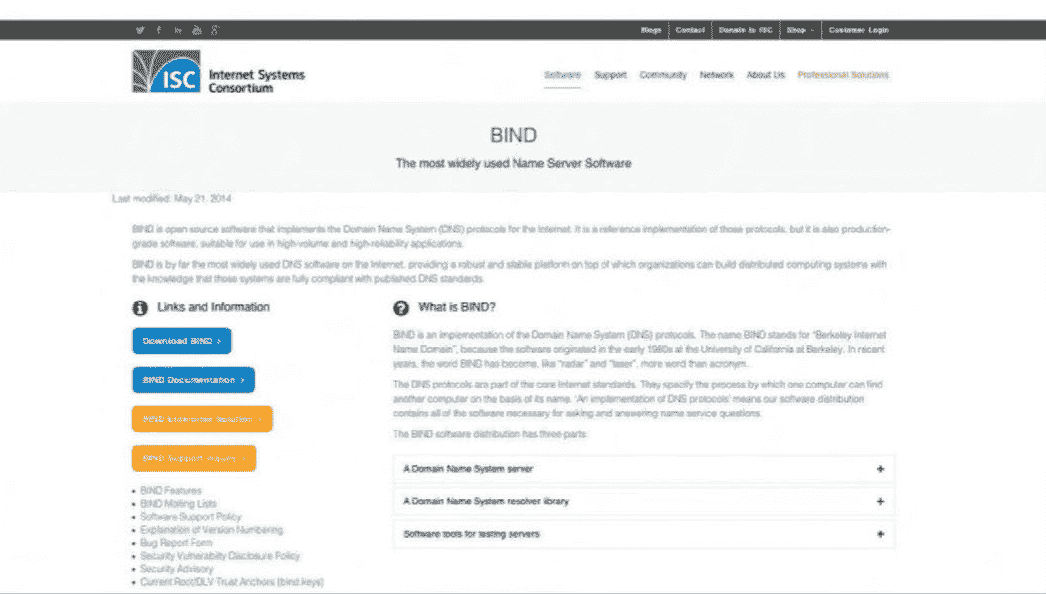 Blogs Contact Donate to ISC Shop Customer Login
ISC Internet Systems
Consortium
Software Support Community Network About Us Professional Solutions
BIND
The most widely used Name Server Software
Last modified: May 21, 2014
BIND is open source software that implements the Domain Name System (DNS) protocols for the Internet. It is a reference implementation of those protocols, but it is also production-
grade software, suitable for use in high-volume and high-reliability applications.
BIND is by far the most widely used DNS software on the Internet, providing a robust and stable platform on top of which organizations can build distributed computing systems with
the knowledge that those systems are fully compliant with published DNS standards.
Links and Information
Download BIND >
BIND Documentation >
BIND
BIND Support
BIND Features
BIND Mailing Lists
Software Support Policy
Explanation of Version Numbering
Bug Report Form
Security Vulnerability Disclosure Policy
Security Advisory
Current Root/DLV Trust Anchors (bind.keys)
What is BIND?
BIND is an implementation of the Domain Name System (DNS) protocols. The name BIND stands for "Berkeley Internet
Name Domain", because the software originated in the early 1980s at the University of California at Berkeley. In recent
years, the word BIND has become, like "radar" and "laser", more word than acronym.
The DNS protocols are part of the core Internet standards. They specify the process by which one computer can find
another computer on the basis of its name. 'An implementation of DNS protocols' means our software distribution
contains all of the software necessary for asking and answering name service questions.
The BIND software distribution has three parts:
A Domain Name System server +
A Domain Name System resolver library +
Software tools for testing servers +